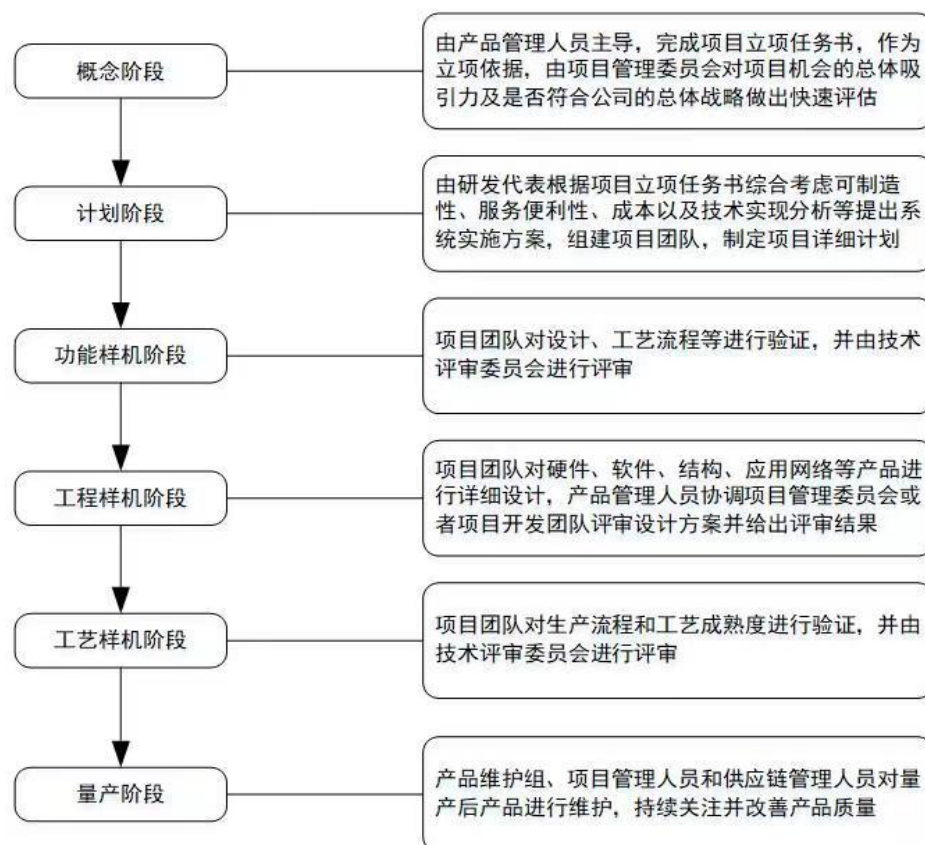 概念阶段
由产品管理人员主导，完成项目立项任务书，作为
立项依据，由项目管理委员会对项目机会的总体吸
引力及是否符合公司的总体战略做出快速评估
计划阶段
由研发代表根据项目立项任务书综合考虑可制造
性、服务便利性、成本以及技术实现分析等提出系
统实施方案，组建项目团队，制定项目详细计划
功能样机阶段
项目团队对设计、工艺流程等进行验证，并由技术
评审委员会进行评审
工程样机阶段
项目团队对硬件、软件、结构、应用网络等产品进
行详细设计，产品管理人员协调项目管理委员会或
者项目开发团队评审设计方案并给出评审结果
工艺样机阶段
项目团队对生产流程和工艺成熟度进行验证，并由
技术评审委员会进行评审
量产阶段
产品维护组、项目管理人员和供应链管理人员对量
产后产品进行维护，持续关注并改善产品质量